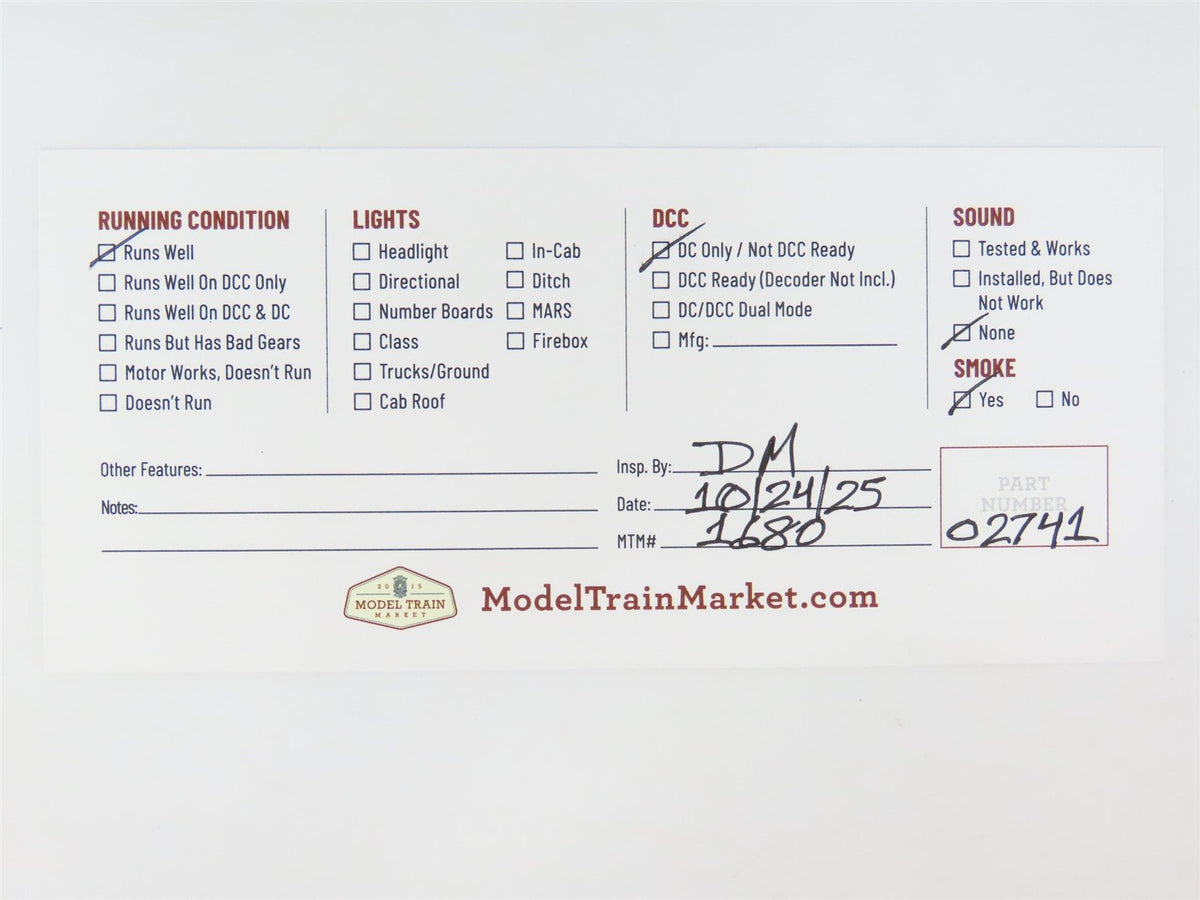 RUNNING CONDITION
Runs Well
Runs Well On DCC Only
Runs Well On DCC & DC
Runs But Has Bad Gears
Motor Works, Doesn't Run
Doesn't Run
LIGHTS
Headlight
Directional
Number Boards
Class
Trucks/Ground
Cab Roof
In-Cab
Ditch
MARS
Firebox
DCC
DC Only / Not DCC Ready
DCC Ready (Decoder Not Incl.)
DC/DCC Dual Mode
Mfg:
SOUND
Tested & Works
Installed, But Does
Not Work
None
SMOKE
Yes No
Other Features:
Notes:
Insp. By: DM
Date: 10/24/25
MTM# 1680
PART
NUMBER
02741
2015
MODEL TRAIN
MARKET
ModelTrainMarket.com